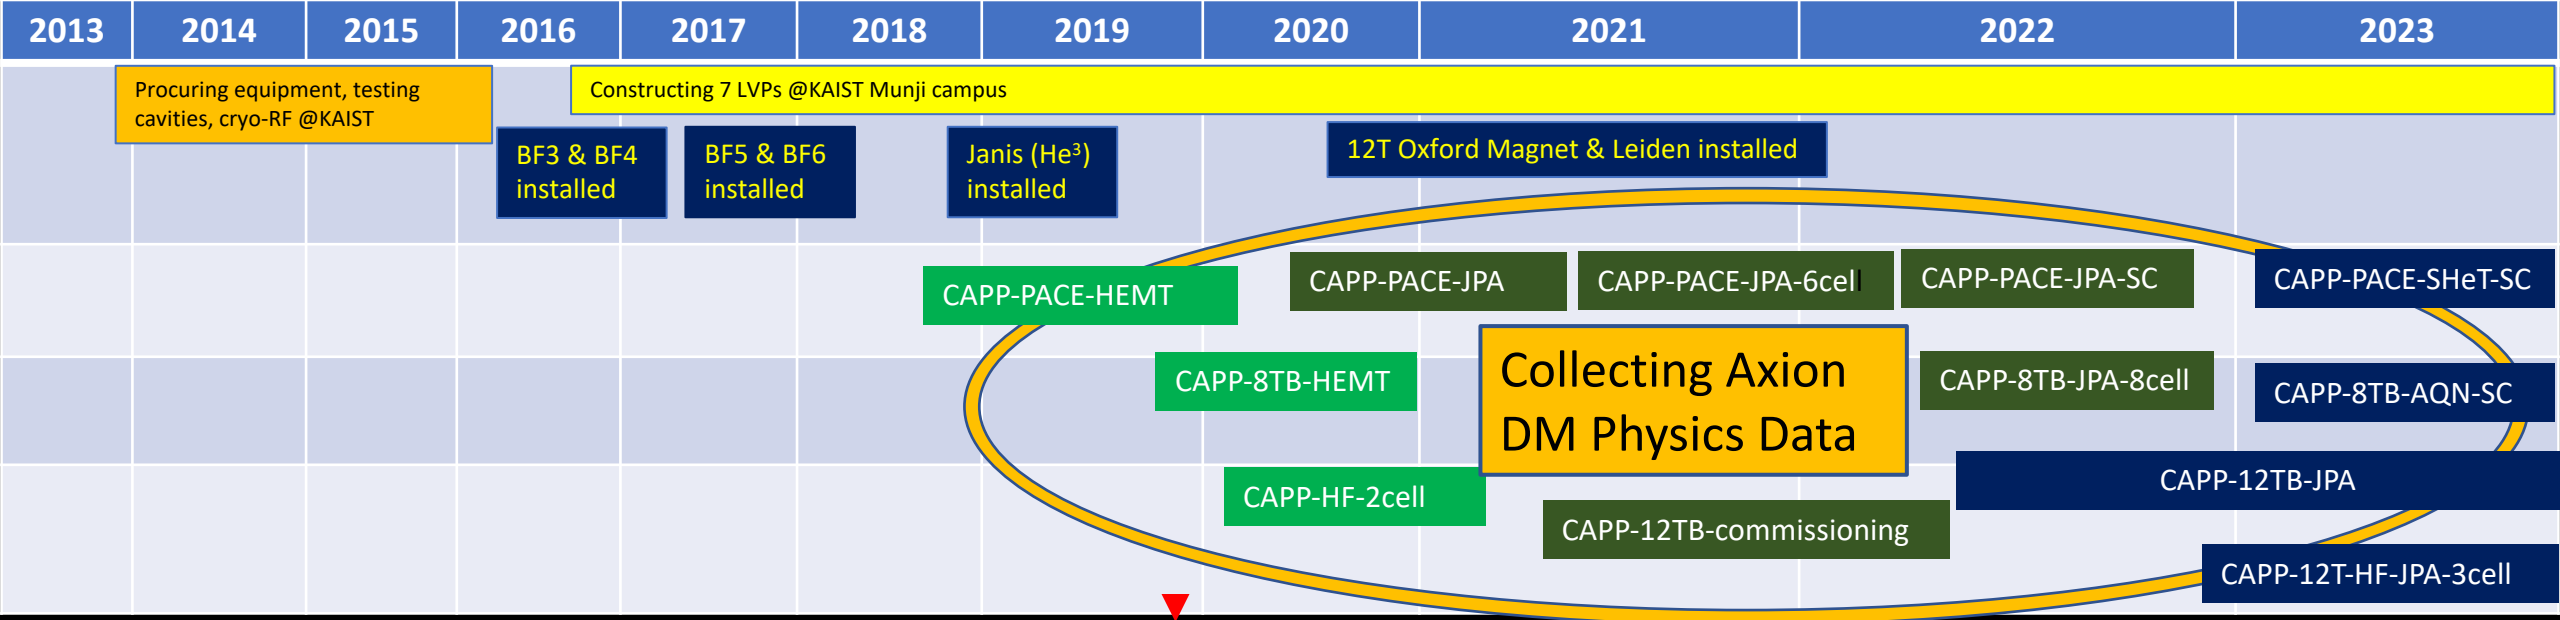 2013 2014 2015 2016 2017 2018 2019 2020 2021 2022 2023
Procuring equipment, testing
cavities, cryo-RF @KAIST
Constructing 7 LVPs @KAIST Munji campus
BF3 & BF4
installed
BF5 & BF6
installed
Janis (He³)
installed
12T Oxford Magnet & Leiden installed
CAPP-PACE-HEMT
CAPP-PACE-JPA
CAPP-PACE-JPA-6cell
CAPP-PACE-JPA-SC
CAPP-PACE-SHeT-SC
CAPP-8TB-HEMT
Collecting Axion
DM Physics Data
CAPP-8TB-JPA-8cell
CAPP-8TB-AQN-SC
CAPP-HF-2cell
CAPP-12TB-commissioning
CAPP-12TB-JPA
CAPP-12T-HF-JPA-3cell